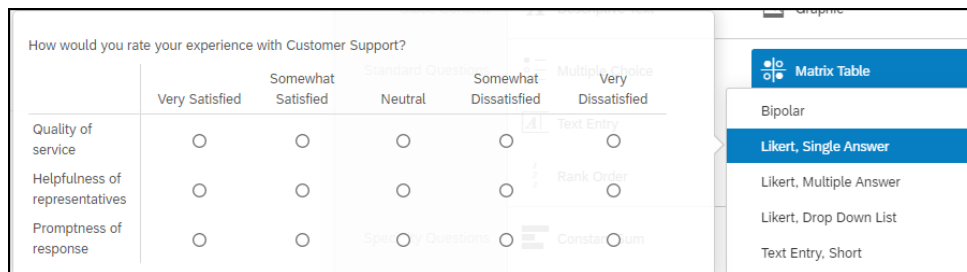 Graphic
How would you rate your experience with Customer Support?
Standard Questions
Multiple Choice
Matrix Table
Very Satisfied
Somewhat
Satisfied
Neutral
Somewhat
Dissatisfied
Very
Dissatisfied
Bipolar
Quality of
service
Text Entry
Likert, Single Answer
Helpfulness of
representatives
Rank Order
Likert, Multiple Answer
Likert, Drop Down List
Promptness of
response
Specialty Questions
Constant Sum
Text Entry, Short